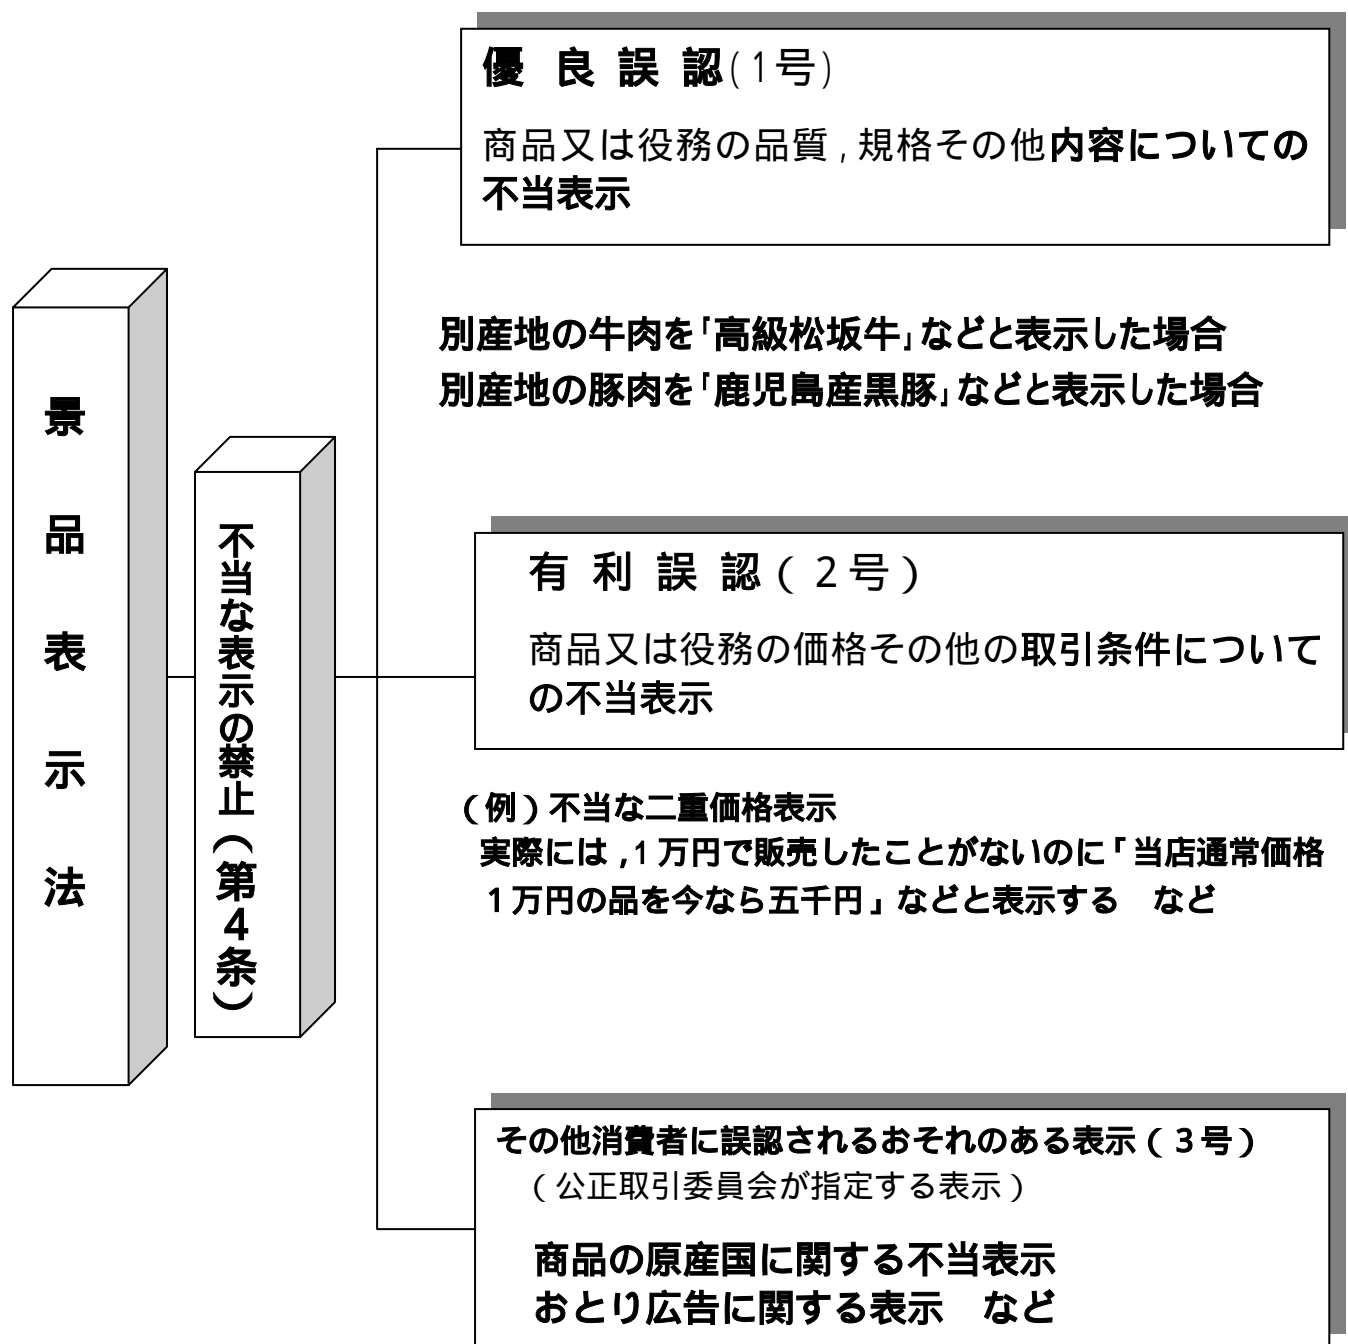 景品表示法
不当な表示の禁止(第4条)
優良誤認(1号)
商品又は役務の品質,規格その他内容についての
不当表示
別産地の牛肉を「高級松坂牛」などと表示した場合
別産地の豚肉を「鹿児島産黒豚」などと表示した場合
有利誤認(2号)
商品又は役務の価格その他の取引条件について
の不当表示
(例)不当な二重価格表示
実際には,1万円で販売したことがないのに「当店通常価格
1万円の品を今なら五千円」などと表示する　など
その他消費者に誤認されるおそれのある表示(3号)
(公正取引委員会が指定する表示)
商品の原産国に関する不当表示
おとり広告に関する表示　など